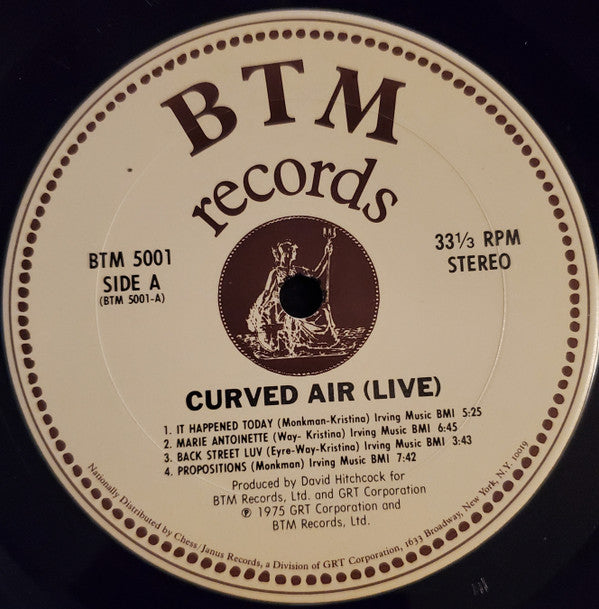 BTM
records
BTM 5001
SIDE A
(BTM 5001-A)
33⅓ RPM
STEREO
CURVED AIR (LIVE)
1. IT HAPPENED TODAY (Monkman-Kristina) Irving Music BMI 5:25
2. MARIE ANTOINETTE (Way- Kristina) Irving Music BMI 6:45
3. BACK STREET LUV (Eyre-Way-Kristina) Irving Music BMI 3:43
4. PROPOSITIONS (Monkman) Irving Music BMI 7:42
Produced by David Hitchcock for
BTM Records, Ltd. and GRT Corporation
℗ 1975 GRT Corporation and
BTM Records, Ltd.
Nationally Distributed by Chess/Janus Records, a Division of GRT Corporation, 1633 Broadway, New York, N.Y. 10019